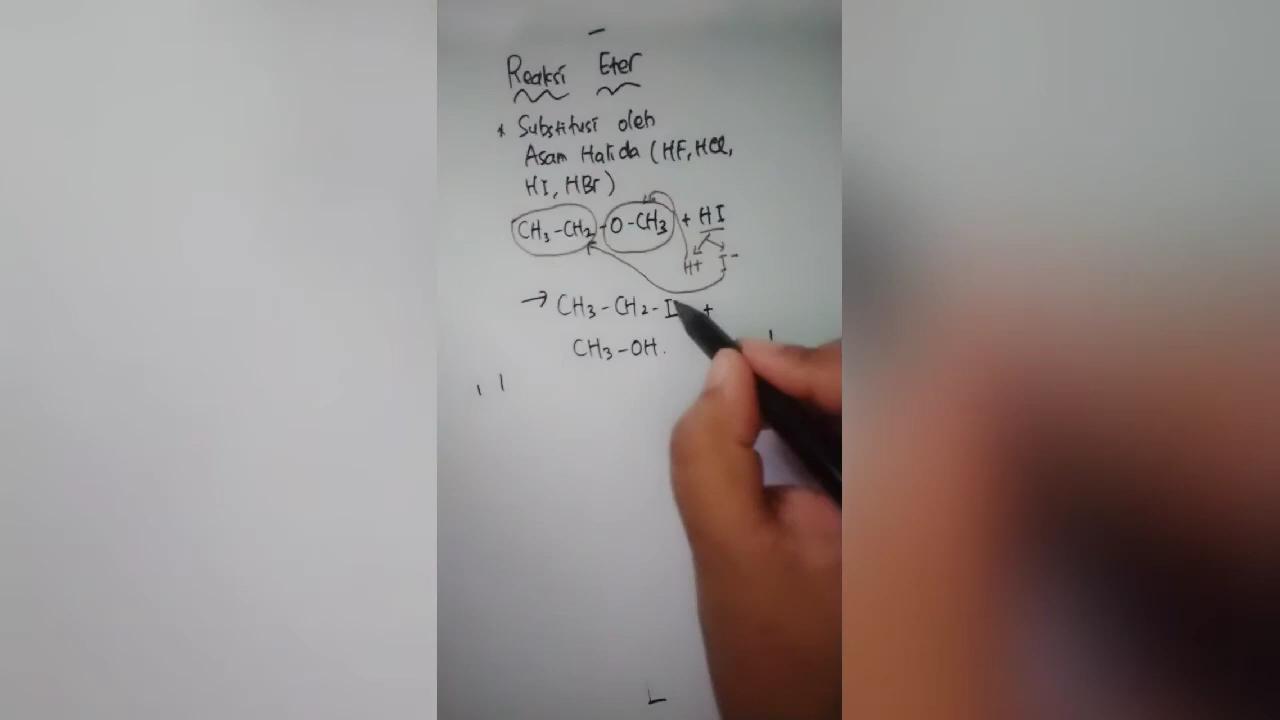 Reaksi Eter
* Substitusi oleh
Asam Halida (HF, HCl,
HI, HBr)
CH3-CH2-O-CH3 + HI
H+ I-
→ CH3-CH2-I +
CH3-OH.